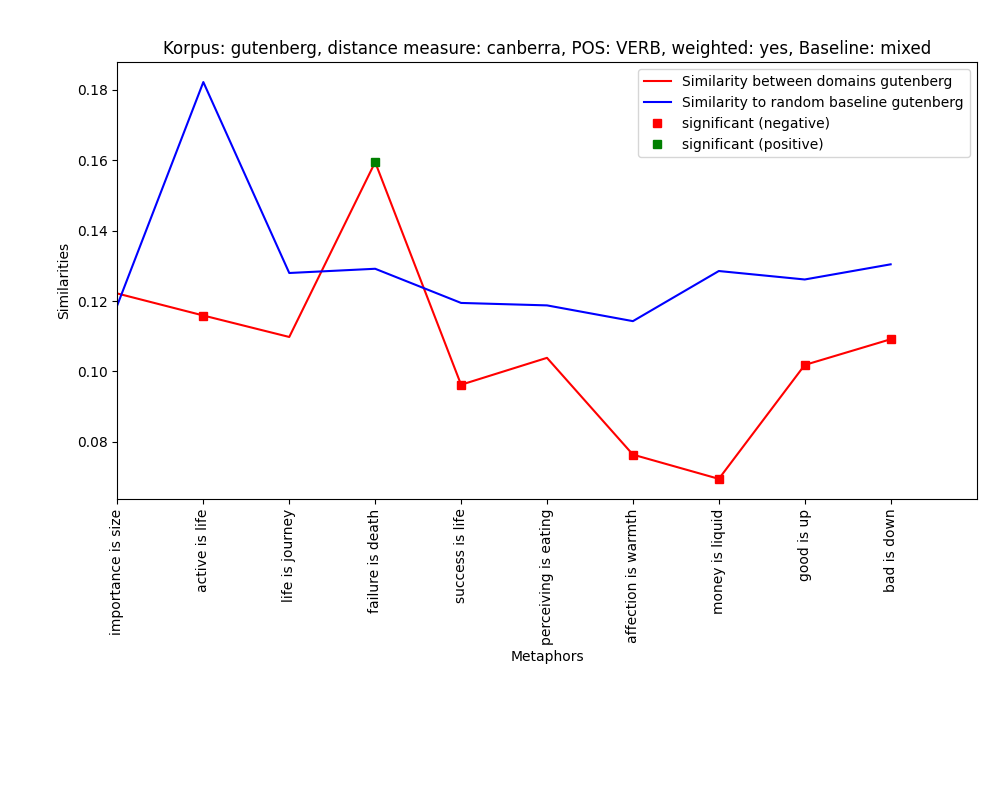 Korpus: gutenberg, distance measure: canberra, POS: VERB, weighted: yes, Baseline: mixed
Similarity between domains gutenberg
Similarity to random baseline gutenberg
significant (negative)
significant (positive)
0.18
0.16
0.14
0.12
0.10
0.08
Similarities
importance is size
active is life
life is journey
failure is death
success is life
perceiving is eating
affection is warmth
money is liquid
good is up
bad is down
Metaphors